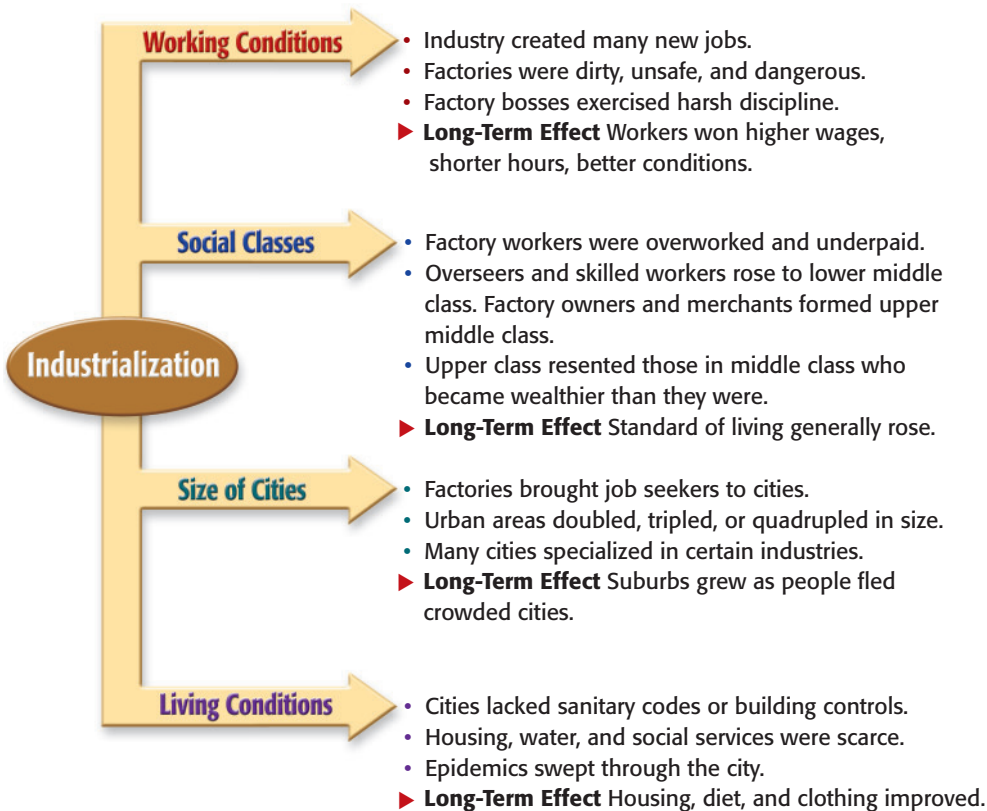 Working Conditions
• Industry created many new jobs.
• Factories were dirty, unsafe, and dangerous.
• Factory bosses exercised harsh discipline.
▶ Long-Term Effect Workers won higher wages,
shorter hours, better conditions.
Social Classes
• Factory workers were overworked and underpaid.
• Overseers and skilled workers rose to lower middle
class. Factory owners and merchants formed upper
middle class.
• Upper class resented those in middle class who
became wealthier than they were.
▶ Long-Term Effect Standard of living generally rose.
Industrialization
Size of Cities
• Factories brought job seekers to cities.
• Urban areas doubled, tripled, or quadrupled in size.
• Many cities specialized in certain industries.
▶ Long-Term Effect Suburbs grew as people fled
crowded cities.
Living Conditions
• Cities lacked sanitary codes or building controls.
• Housing, water, and social services were scarce.
• Epidemics swept through the city.
▶ Long-Term Effect Housing, diet, and clothing improved.